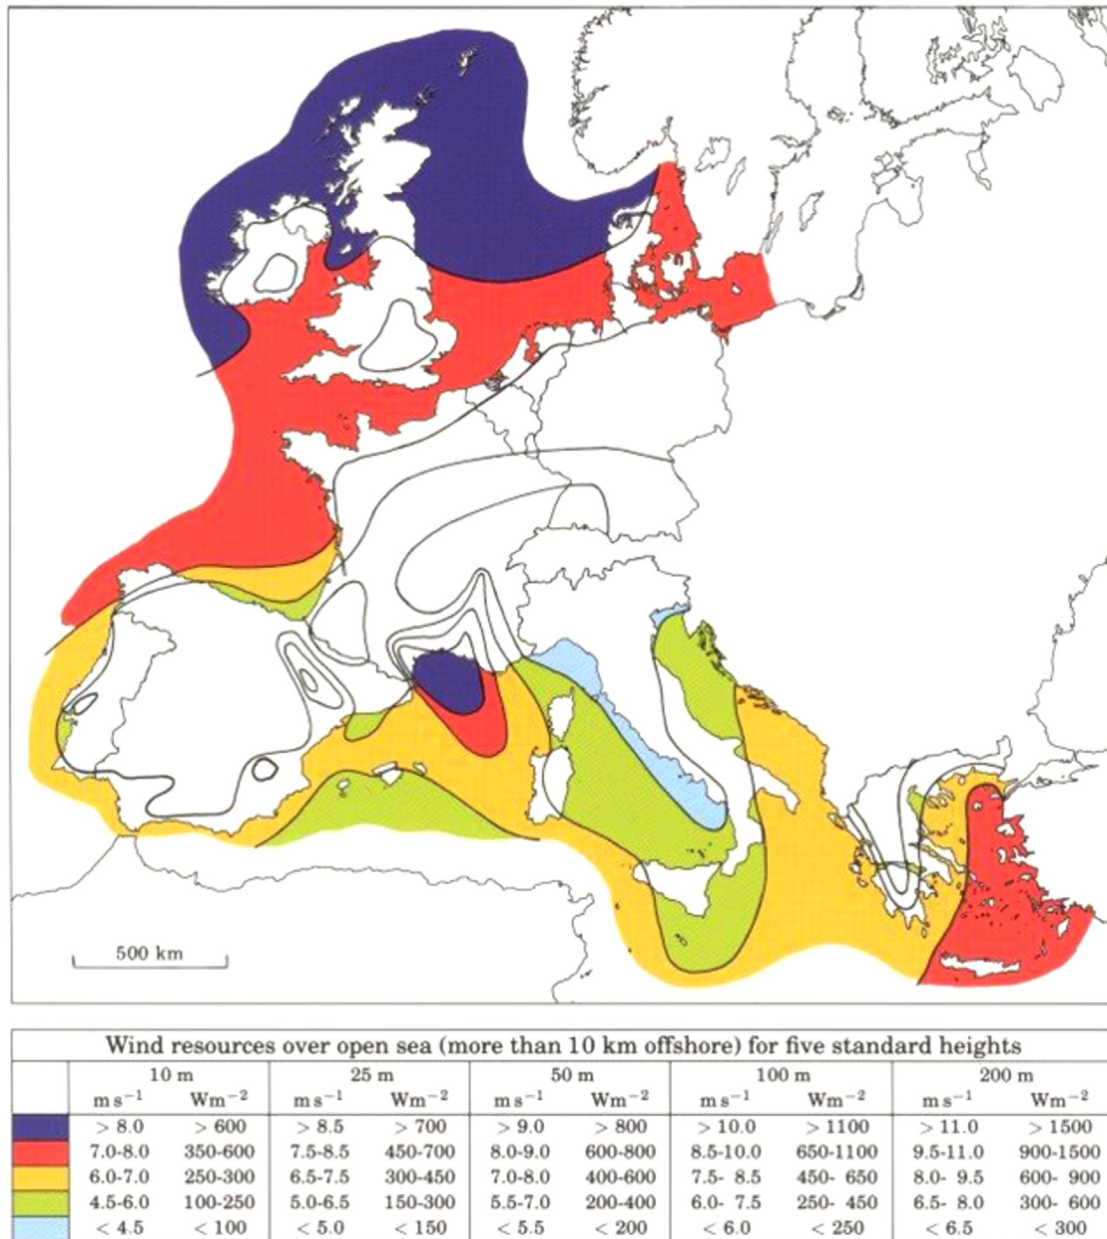 500 km
Wind resources over open sea (more than 10 km offshore) for five standard heights
10 m 25 m 50 m 100 m 200 m
m s⁻¹ Wm⁻² m s⁻¹ Wm⁻² m s⁻¹ Wm⁻² m s⁻¹ Wm⁻² m s⁻¹ Wm⁻²
> 8.0 > 600 > 8.5 > 700 > 9.0 > 800 > 10.0 > 1100 > 11.0 > 1500
7.0-8.0 350-600 7.5-8.5 450-700 8.0-9.0 600-800 8.5-10.0 650-1100 9.5-11.0 900-1500
6.0-7.0 250-300 6.5-7.5 300-450 7.0-8.0 400-600 7.5- 8.5 450- 650 8.0- 9.5 600- 900
4.5-6.0 100-250 5.0-6.5 150-300 5.5-7.0 200-400 6.0- 7.5 250- 450 6.5- 8.0 300- 600
< 4.5 < 100 < 5.0 < 150 < 5.5 < 200 < 6.0 < 250 < 6.5 < 300